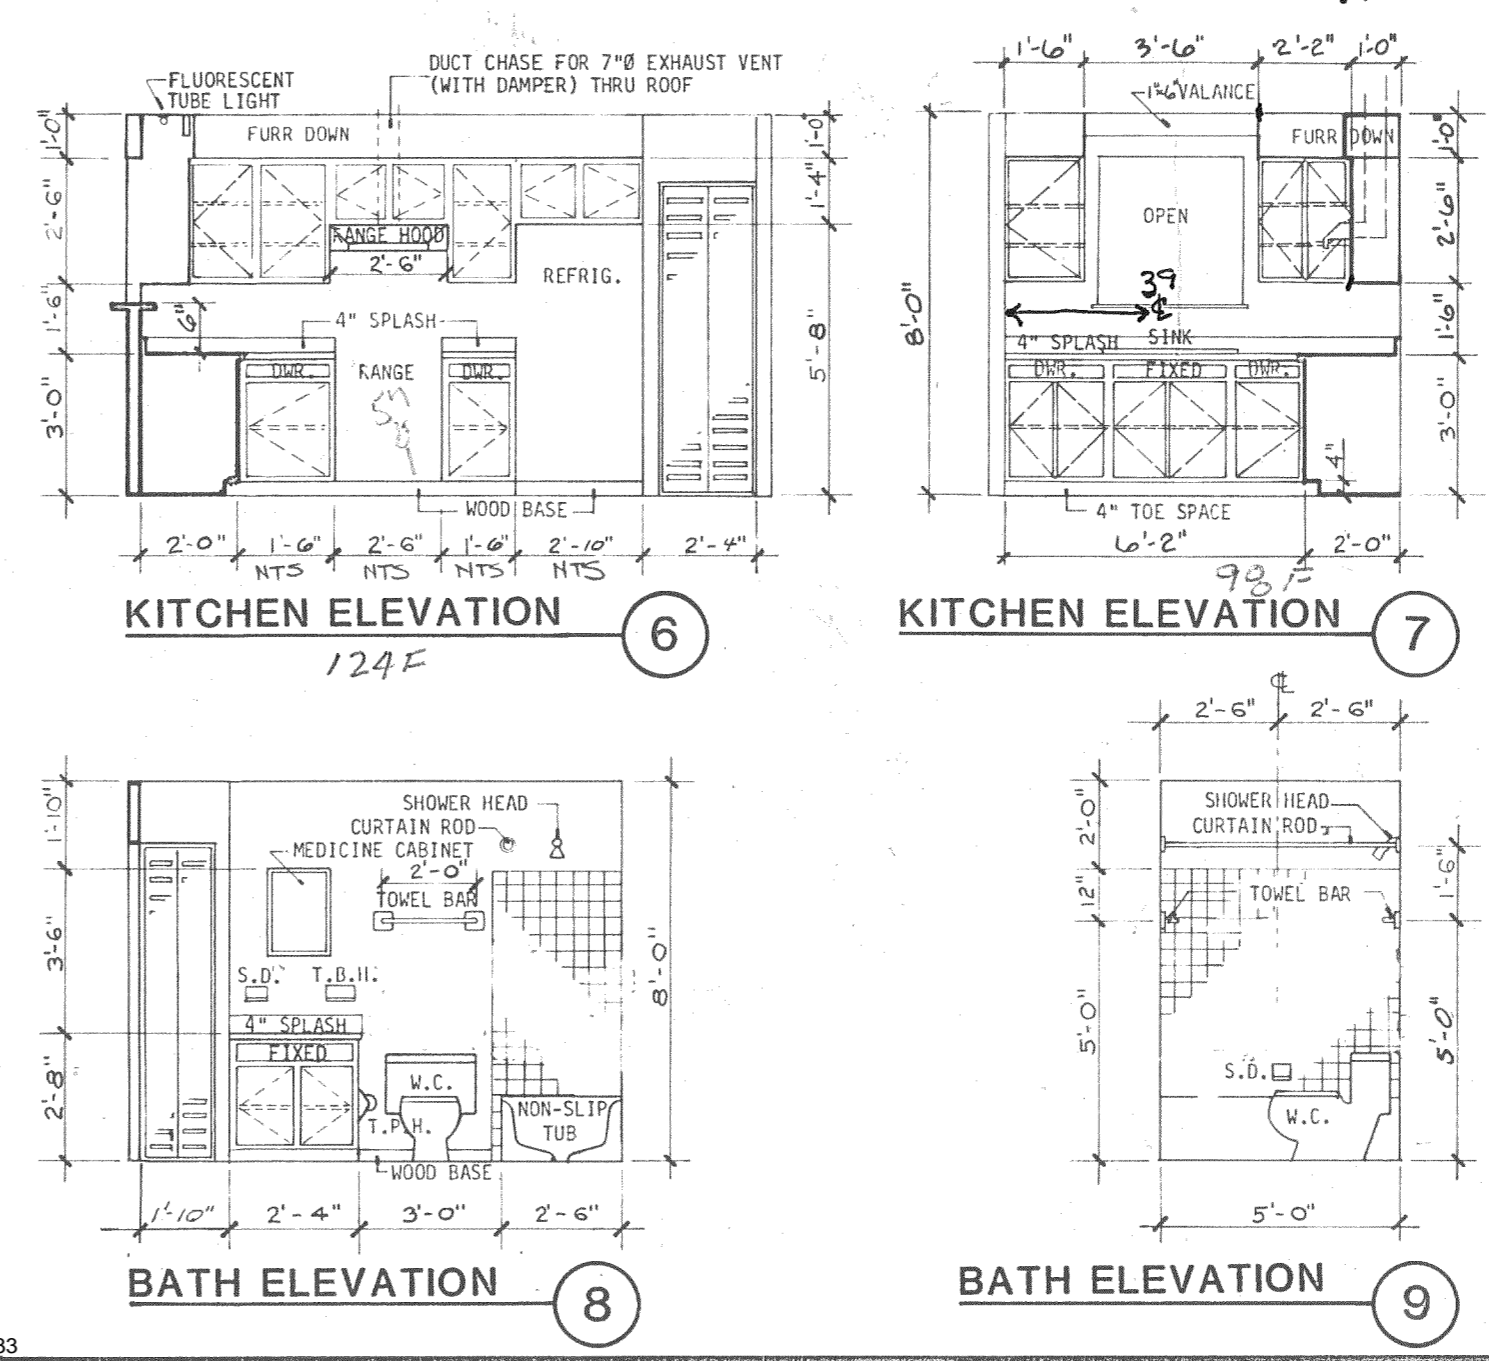 DUCT CHASE FOR 7"Ø EXHAUST VENT
(WITH DAMPER) THRU ROOF
FLUORESCENT
TUBE LIGHT
FURR DOWN
1'-0"
2'-6"
1'-6"
3'-0"
6"
RANGE HOOD
2'-6"
REFRIG.
4" SPLASH
DWR.
RANGE
DWR.
WOOD BASE
1'-0"
1'-4"
5'-8"
2'-0"
1'-6"
2'-6"
1'-6"
2'-10"
2'-4"
NTS
NTS
NTS
NTS
KITCHEN ELEVATION
6
124F
1'-6"
3'-6"
2'-2"
1'-0"
1'-6" VALANCE
FURR DOWN
OPEN
39
℄
SINK
4" SPLASH
DWR.
FIXED
DWR.
8'-0"
1'-0"
2'-6"
1'-6"
3'-0"
4"
4" TOE SPACE
6'-2"
2'-0"
98 F
KITCHEN ELEVATION
7
SHOWER HEAD
CURTAIN ROD
MEDICINE CABINET
2'-0"
TOWEL BAR
S.D.
T.B.H.
4" SPLASH
FIXED
W.C.
T.P.H.
NON-SLIP
TUB
WOOD BASE
1'-10"
3'-6"
2'-8"
8'-0"
1'-10"
2'-4"
3'-0"
2'-6"
BATH ELEVATION
8
℄
2'-6"
2'-6"
SHOWER HEAD
CURTAIN ROD
TOWEL BAR
2'-0"
12"
5'-0"
1'-6"
5'-0"
S.D.
W.C.
5'-0"
BATH ELEVATION
9
33